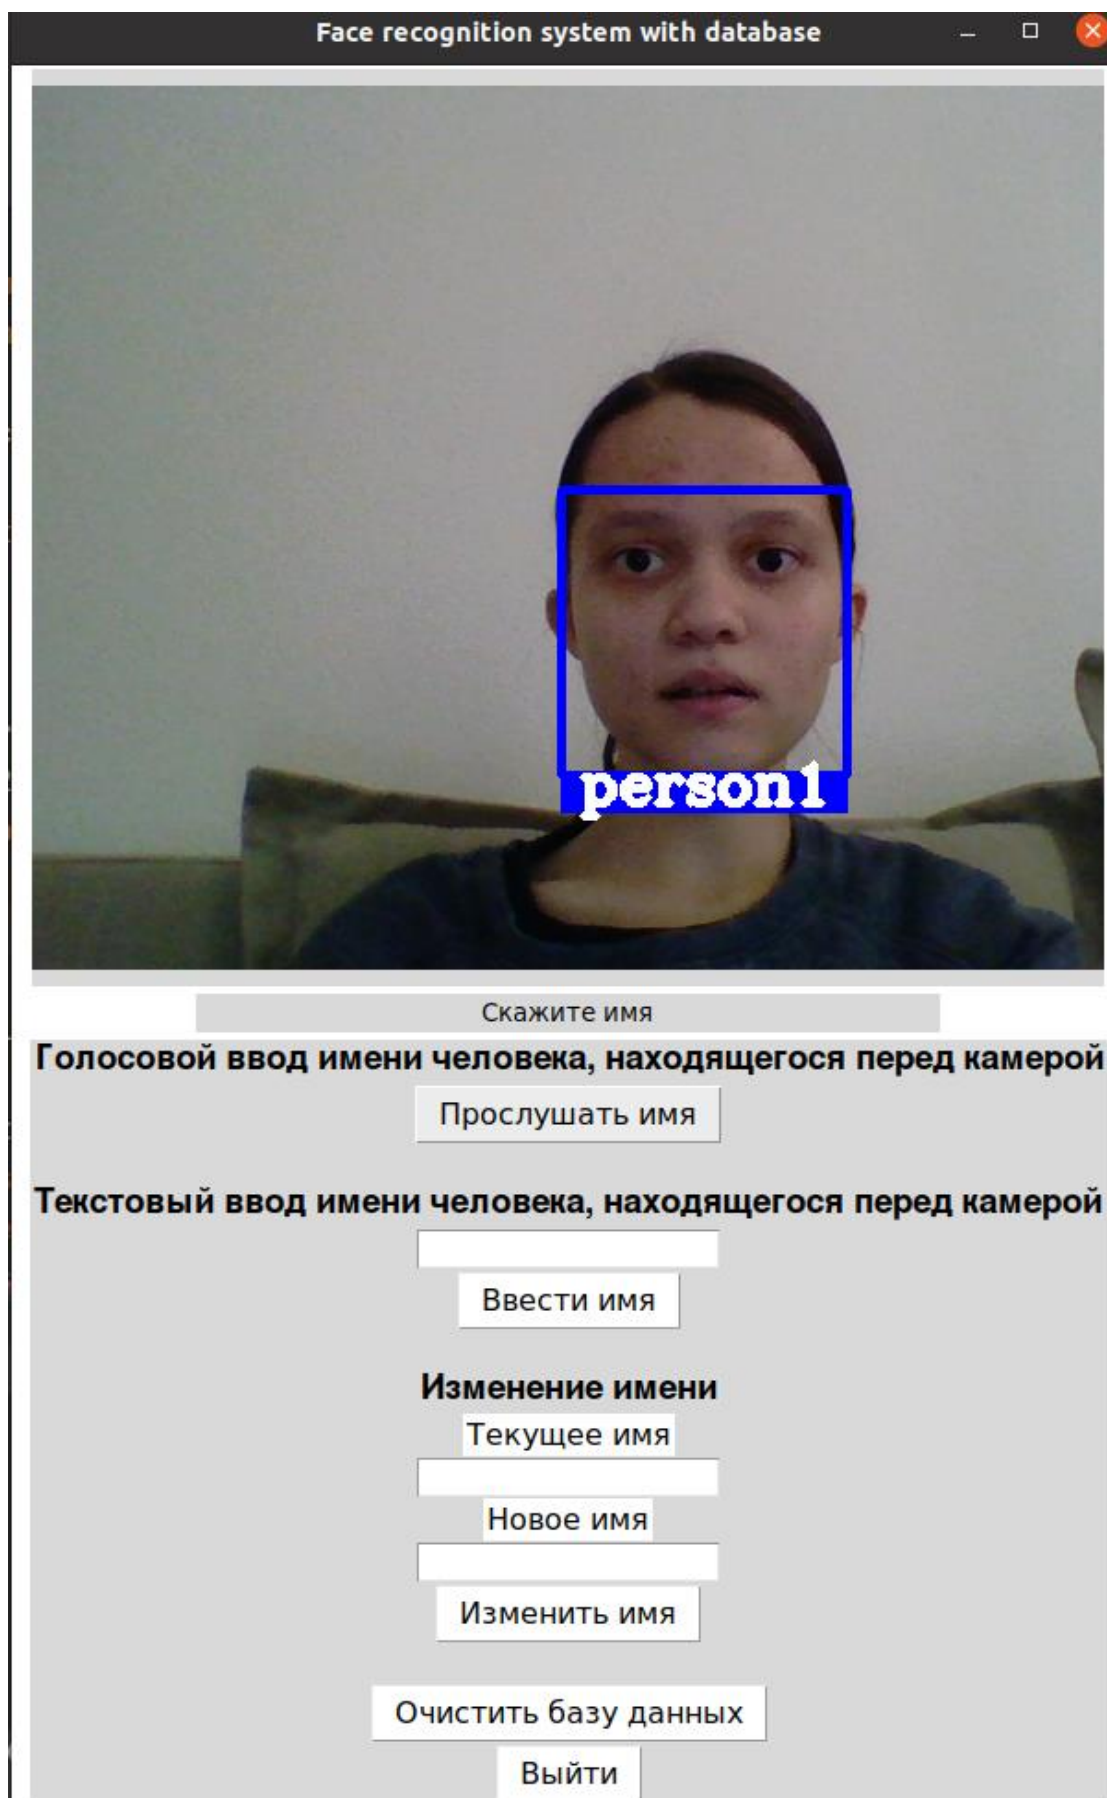 Face recognition system with database
person1
Скажите имя
Голосовой ввод имени человека, находящегося перед камерой
Прослушать имя
Текстовый ввод имени человека, находящегося перед камерой
Ввести имя
Изменение имени
Текущее имя
Новое имя
Изменить имя
Очистить базу данных
Выйти